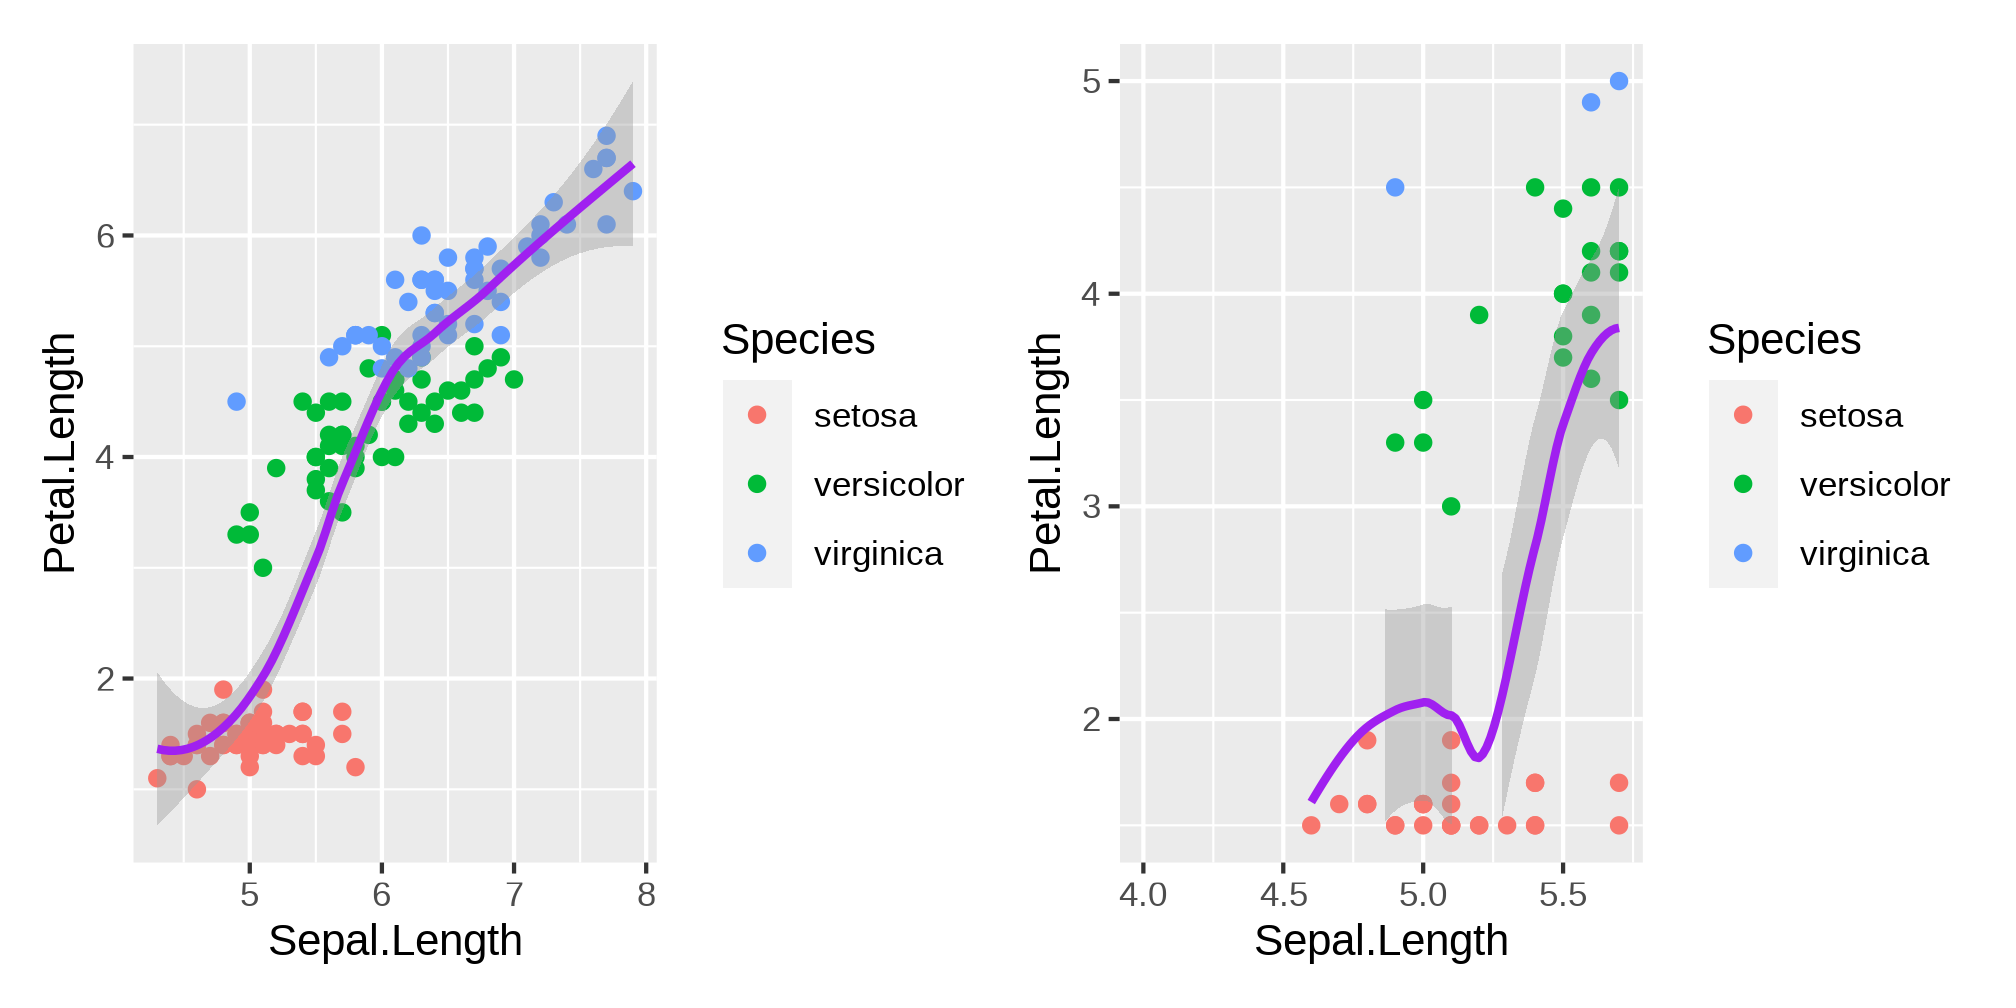 Petal.Length
6
4
2
5 6 7 8
Sepal.Length
Species
setosa
versicolor
virginica
Petal.Length
5
4
3
2
4.0 4.5 5.0 5.5
Sepal.Length
Species
setosa
versicolor
virginica